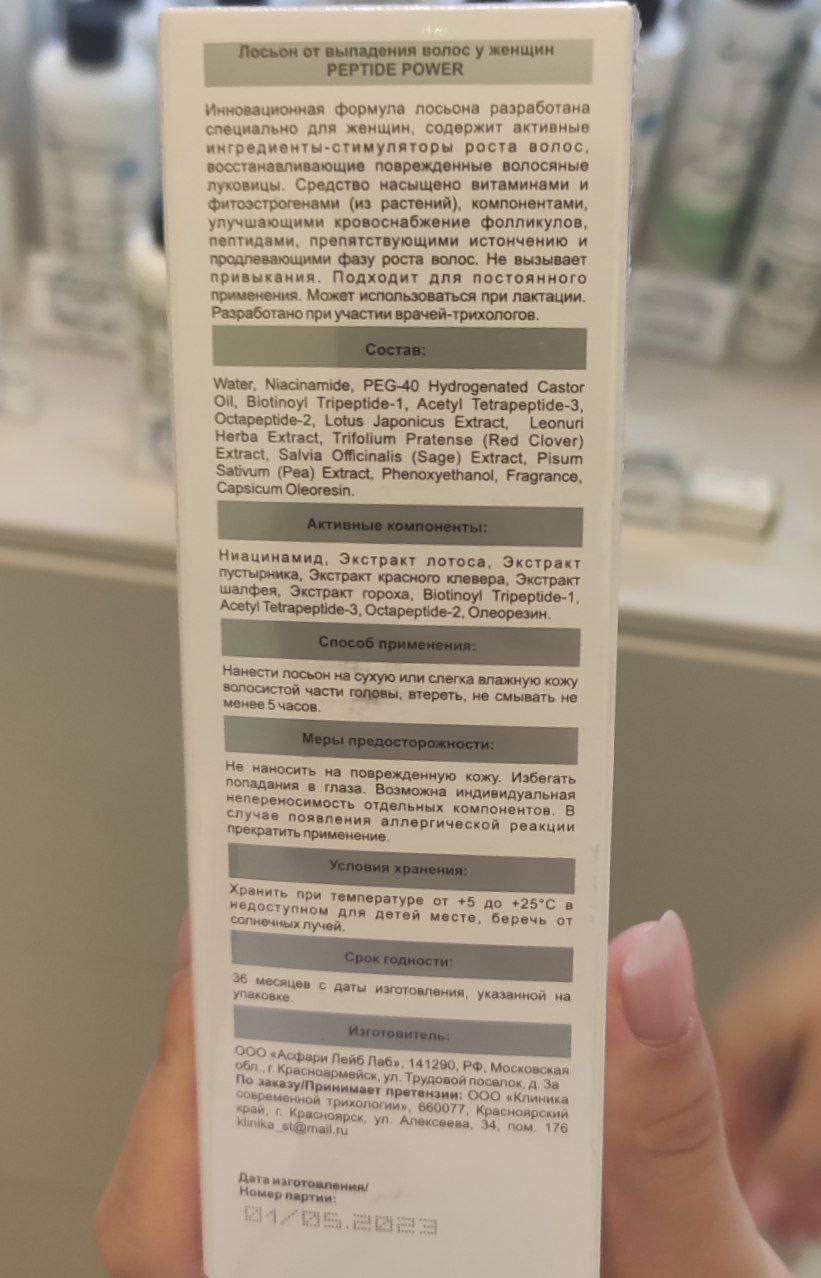 Лосьон от выпадения волос у женщин
PEPTIDE POWER
Инновационная формула лосьона разработана
специально для женщин, содержит активные
ингредиенты-стимуляторы роста волос,
восстанавливающие поврежденные волосяные
луковицы. Средство насыщено витаминами и
фитоэстрогенами (из растений), компонентами,
улучшающими кровоснабжение фолликулов,
пептидами, препятствующими истончению и
продлевающими фазу роста волос. Не вызывает
привыкания. Подходит для постоянного
применения. Может использоваться при лактации.
Разработано при участии врачей-трихологов.
Состав:
Water, Niacinamide, PEG-40 Hydrogenated Castor
Oil, Biotinoyl Tripeptide-1, Acetyl Tetrapeptide-3,
Octapeptide-2, Lotus Japonicus Extract, Leonuri
Herba Extract, Trifolium Pratense (Red Clover)
Extract, Salvia Officinalis (Sage) Extract, Pisum
Sativum (Pea) Extract, Phenoxyethanol, Fragrance,
Capsicum Oleoresin.
Активные компоненты:
Ниацинамид, Экстракт лотоса, Экстракт
пустырника, Экстракт красного клевера, Экстракт
шалфея, Экстракт гороха, Biotinoyl Tripeptide-1,
Acetyl Tetrapeptide-3, Octapeptide-2, Олеорезин.
Способ применения:
Нанести лосьон на сухую или слегка влажную кожу
волосистой части головы, втереть, не смывать не
менее 5 часов.
Меры предосторожности:
Не наносить на поврежденную кожу. Избегать
попадания в глаза. Возможна индивидуальная
непереносимость отдельных компонентов. В
случае появления аллергической реакции
прекратить применение.
Условия хранения:
Хранить при температуре от +5 до +25°С в
недоступном для детей месте, беречь от
солнечных лучей.
Срок годности:
36 месяцев с даты изготовления, указанной на
упаковке.
Изготовитель:
ООО «Асфари Лейб Лаб», 141290, РФ, Московская
обл., г. Красноармейск, ул. Трудовой поселок, д. 3а
По заказу/Принимает претензии: ООО «Клиника
современной трихологии», 660077, Красноярский
край, г. Красноярск, ул. Алексеева, 34, пом. 176
klinika_st@mail.ru
Дата изготовления/
Номер партии:
01/05.2023